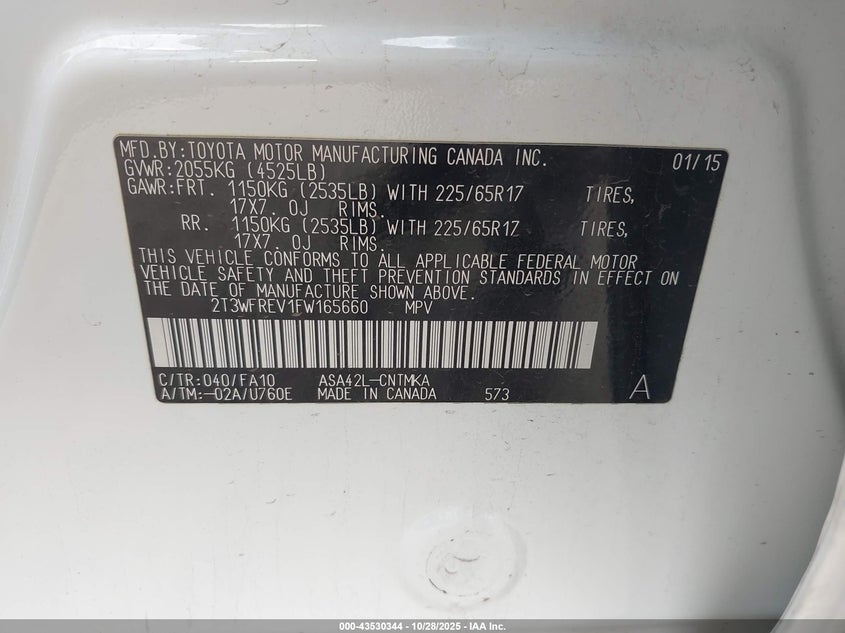 MFD.BY:TOYOTA MOTOR MANUFACTURING CANADA INC. 01/15
GVWR:2055KG (4525LB)
GAWR:FRT. 1150KG (2535LB) WITH 225/65R17 TIRES,
17X7. 0J RIMS.
RR. 1150KG (2535LB) WITH 225/65R17 TIRES,
17X7. 0J RIMS.
THIS VEHICLE CONFORMS TO ALL APPLICABLE FEDERAL MOTOR
VEHICLE SAFETY AND THEFT PREVENTION STANDARDS IN EFFECT ON
THE DATE OF MANUFACTURE SHOWN ABOVE.
2T3WFREV1FW165660 MPV
C/TR:040/FA10 ASA42L-CNTMKA
A/TM:-02A/U760E MADE IN CANADA 573 A
000-43530344 | 10/28/2025 - IAA Inc.